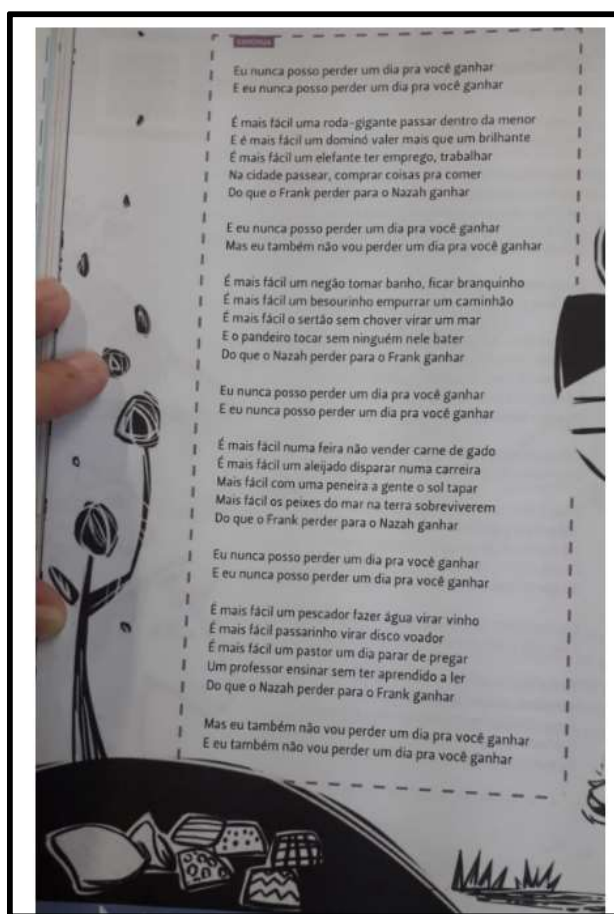 Eu nunca posso perder um dia pra você ganhar
E eu nunca posso perder um dia pra você ganhar
É mais fácil uma roda-gigante passar dentro da menor
E é mais fácil um dominó valer mais que um brilhante
É mais fácil um elefante ter emprego, trabalhar
Na cidade passear, comprar coisas pra comer
Do que o Frank perder para o Nazah ganhar
E eu nunca posso perder um dia pra você ganhar
Mas eu também não vou perder um dia pra você ganhar
É mais fácil um negão tomar banho, ficar branquinho
É mais fácil um besourinho empurrar um caminhão
É mais fácil o sertão sem chover virar um mar
E o pandeiro tocar sem ninguém nele bater
Do que o Nazah perder para o Frank ganhar
Eu nunca posso perder um dia pra você ganhar
E eu nunca posso perder um dia pra você ganhar
É mais fácil numa feira não vender carne de gado
É mais fácil um aleijado disparar numa carreira
Mais fácil com uma peneira a gente o sol tapar
Mais fácil os peixes do mar na terra sobreviverem
Do que o Frank perder para o Nazah ganhar
Eu nunca posso perder um dia pra você ganhar
E eu nunca posso perder um dia pra você ganhar
É mais fácil um pescador fazer água virar vinho
É mais fácil passarinho virar disco voador
É mais fácil um pastor um dia parar de pregar
Um professor ensinar sem ter aprendido a ler
Do que o Nazah perder para o Frank ganhar
Mas eu também não vou perder um dia pra você ganhar
E eu também não vou perder um dia pra você ganhar